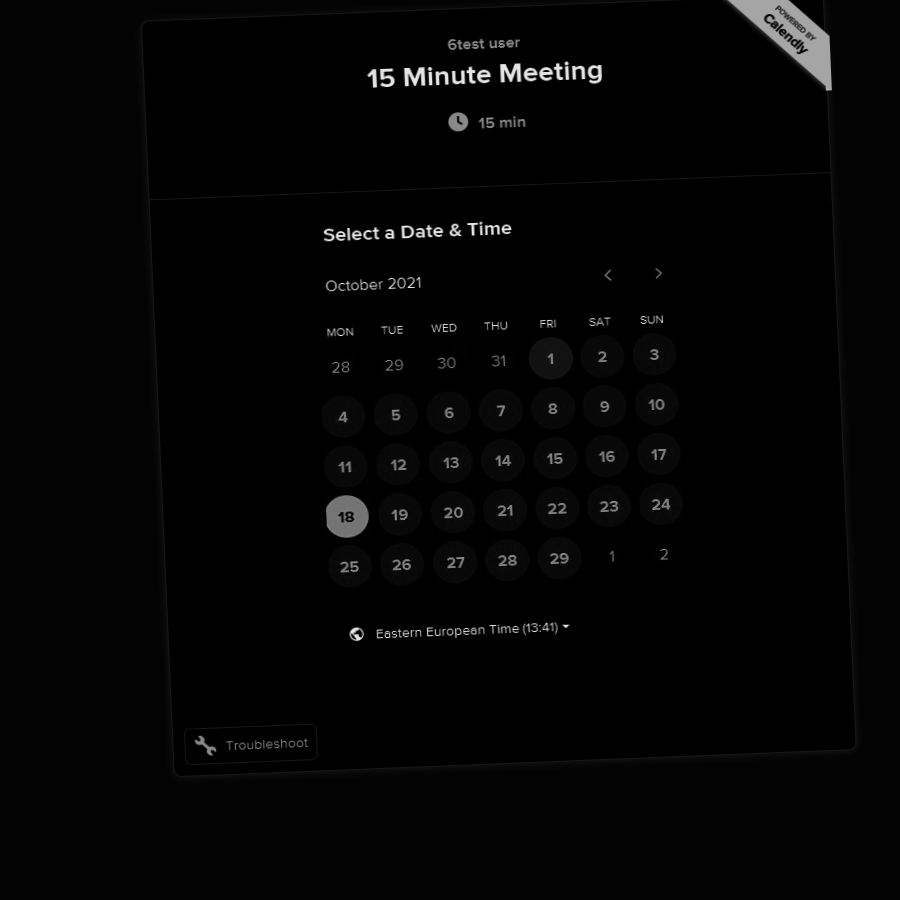 POWERED BY
Calendly
6test user
15 Minute Meeting
15 min
Select a Date & Time
October 2021
MON TUE WED THU FRI SAT SUN
28 29 30 31 1 2 3
4 5 6 7 8 9 10
11 12 13 14 15 16 17
18 19 20 21 22 23 24
25 26 27 28 29 1 2
Eastern European Time (13:41)
Troubleshoot